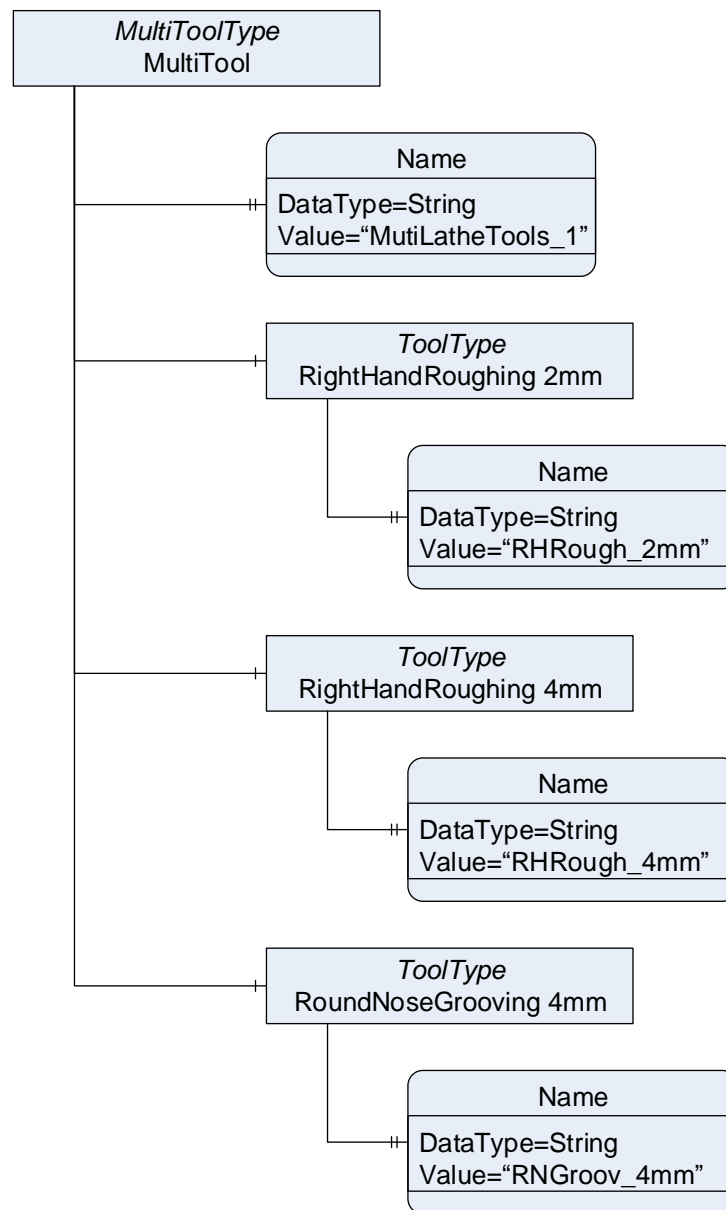 MultiToolType
MultiTool
Name
DataType=String
Value=“MutiLatheTools_1”
ToolType
RightHandRoughing 2mm
Name
DataType=String
Value=“RHRough_2mm”
ToolType
RightHandRoughing 4mm
Name
DataType=String
Value=“RHRough_4mm”
ToolType
RoundNoseGrooving 4mm
Name
DataType=String
Value=“RNGroov_4mm”